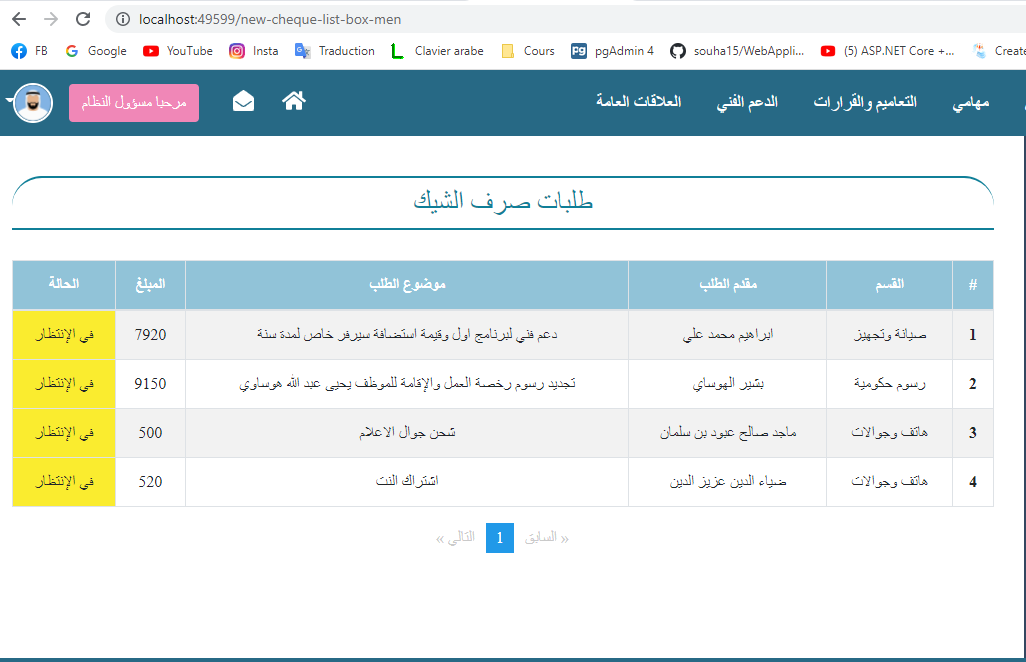 localhost:49599/new-cheque-list-box-men
FB Google YouTube Insta Traduction Clavier arabe Cours pgAdmin 4 souha15/WebAppli... (5) ASP.NET Core +... Create
مهامي التعاميم والقرارات الدعم الفني العلاقات العامة مرحبا مسؤول النظام
طلبات صرف الشيك
# القسم مقدم الطلب موضوع الطلب المبلغ الحالة
1 صيانة وتجهيز ابراهيم محمد علي دعم فني لبرنامج اول وقيمة استضافة سيرفر خاص لمدة سنة 7920 في الإنتظار
2 رسوم حكومية بشير الهوساي تجديد رسوم رخصة العمل والإقامة للموظف يحيى عبد الله هوساوي 9150 في الإنتظار
3 هاتف وجوالات ماجد صالح عبود بن سلمان شحن جوال الاعلام 500 في الإنتظار
4 هاتف وجوالات ضياء الدين عزيز الدين اشتراك النت 520 في الإنتظار
« السابق 1 التالي »